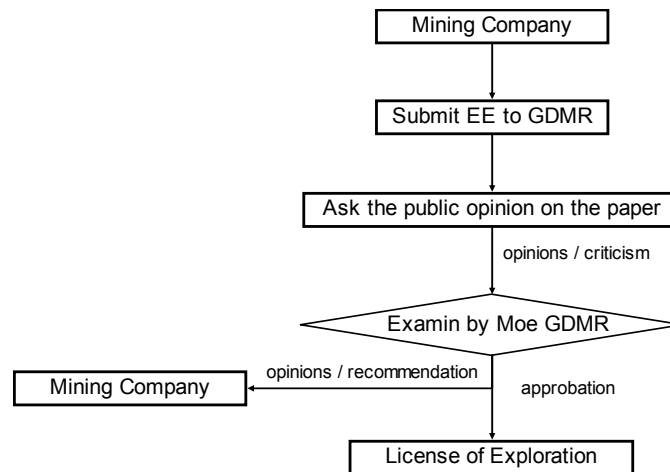 Mining Company
Submit EE to GDMR
Ask the public opinion on the paper
opinions / criticism
Examin by Moe GDMR
opinions / recommendation
approbation
Mining Company
License of Exploration